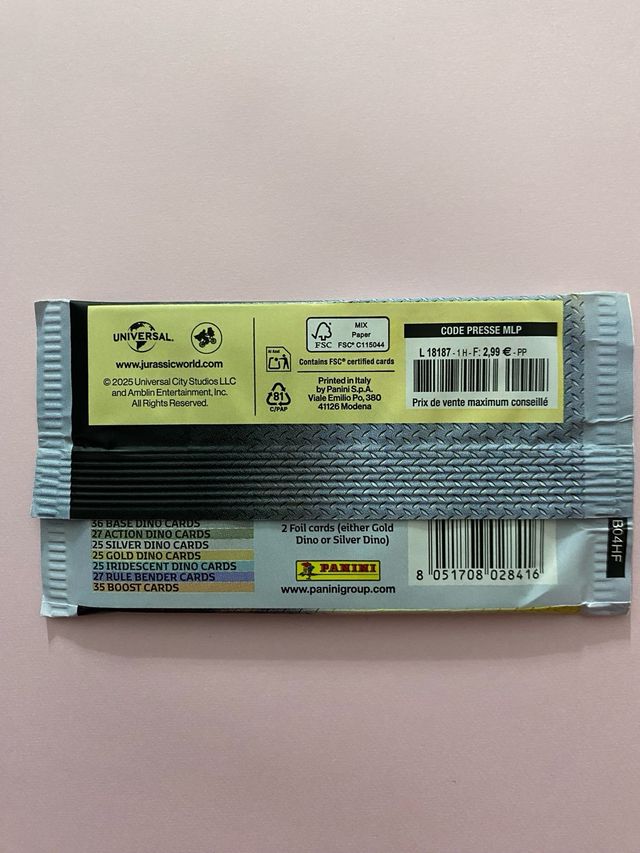 UNIVERSAL
www.jurassicworld.com
© 2025 Universal City Studios LLC
and Amblin Entertainment, Inc.
All Rights Reserved.
FSC
MIX
Paper
FSC® C115044
Contains FSC® certified cards
81
C/PAP
Printed in Italy
by Panini S.p.A.
Viale Emilio Po, 380
41126 Modena
CODE PRESSE MLP
L 18187 - 1 H - F: 2,99 € - PP
Prix de vente maximum conseillé
36 BASE DINO CARDS
27 ACTION DINO CARDS
25 SILVER DINO CARDS
25 GOLD DINO CARDS
25 IRIDESCENT DINO CARDS
27 RULE BENDER CARDS
35 BOOST CARDS
2 Foil cards (either Gold
Dino or Silver Dino)
PANINI
www.paninigroup.com
8 051708 028416
B04HF